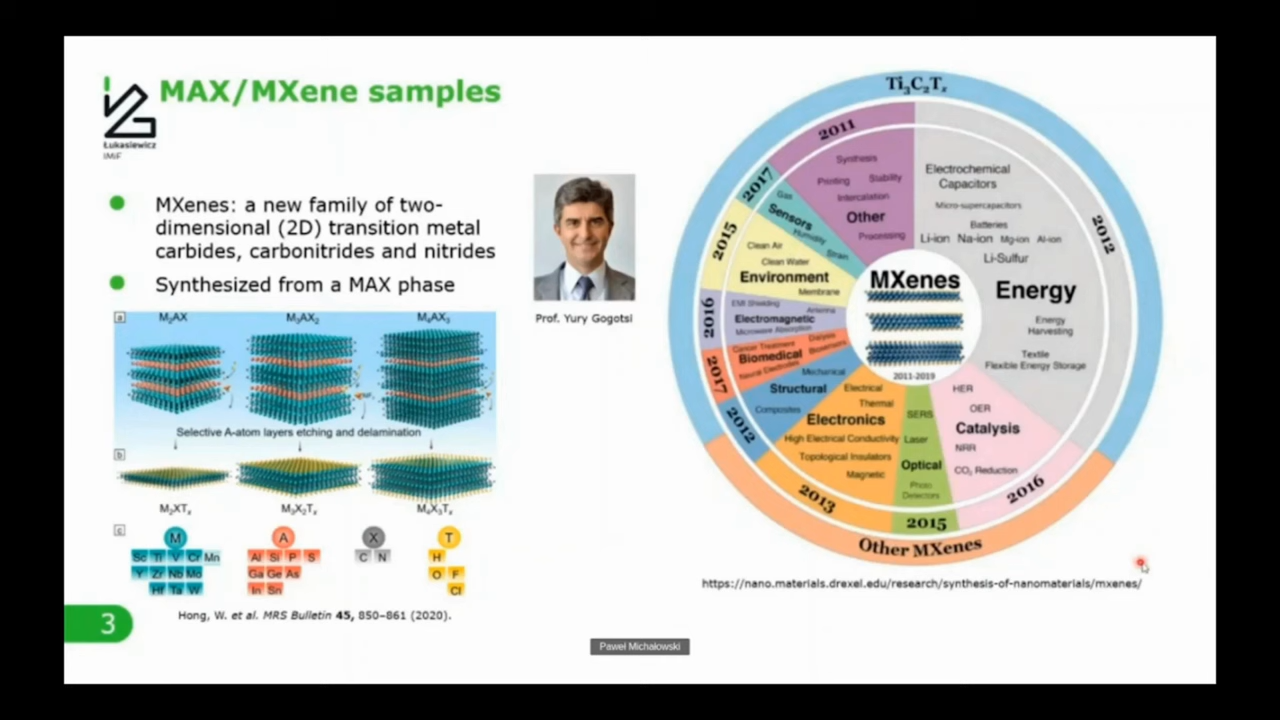 MAX/MXene samples
Łukasiewicz
IMiF
MXenes: a new family of two-
dimensional (2D) transition metal
carbides, carbonitrides and nitrides
Synthesized from a MAX phase
Prof. Yury Gogotsi
a
M₂AX
M₃AX₂
M₄AX₃
Selective A-atom layers etching and delamination
b
M₂XTₓ
M₃X₂Tₓ
M₄X₃Tₓ
c
M
A
X
T
Sc Ti V Cr Mn
Y Zr Nb Mo
Hf Ta W
Al Si P S
Ga Ge As
In Sn
C N
H
O F
Cl
Hong, W. et al. MRS Bulletin 45, 850–861 (2020).
3
Ti₃C₂Tₓ
2011
Synthesis
Printing Stability
Intercalation
Other
Processing
2017
Gas
Sensors
Humidity
Strain
2015
Clean Air
Clean Water
Environment
Membrane
2016
EMI Shielding
Antenna
Electromagnetic
Microwave Absorption
2017
Cancer Treatment
Dialysis
Biomedical
Biosensors
Neural Electrodes
2012
Mechanical
Structural
Composites
2013
Electrical
Thermal
Electronics
High Electrical Conductivity
Topological Insulators
Magnetic
2015
SERS
Laser
Optical
Photo
Detectors
2016
HER
OER
Catalysis
NRR
CO₂ Reduction
2012
Electrochemical
Capacitors
Micro-supercapacitors
Batteries
Li-ion Na-ion Mg-ion Al-ion
Li-Sulfur
Energy
Energy
Harvesting
Textile
Flexible Energy Storage
MXenes
2011-2019
Other MXenes
https://nano.materials.drexel.edu/research/synthesis-of-nanomaterials/mxenes/
Paweł Michałowski